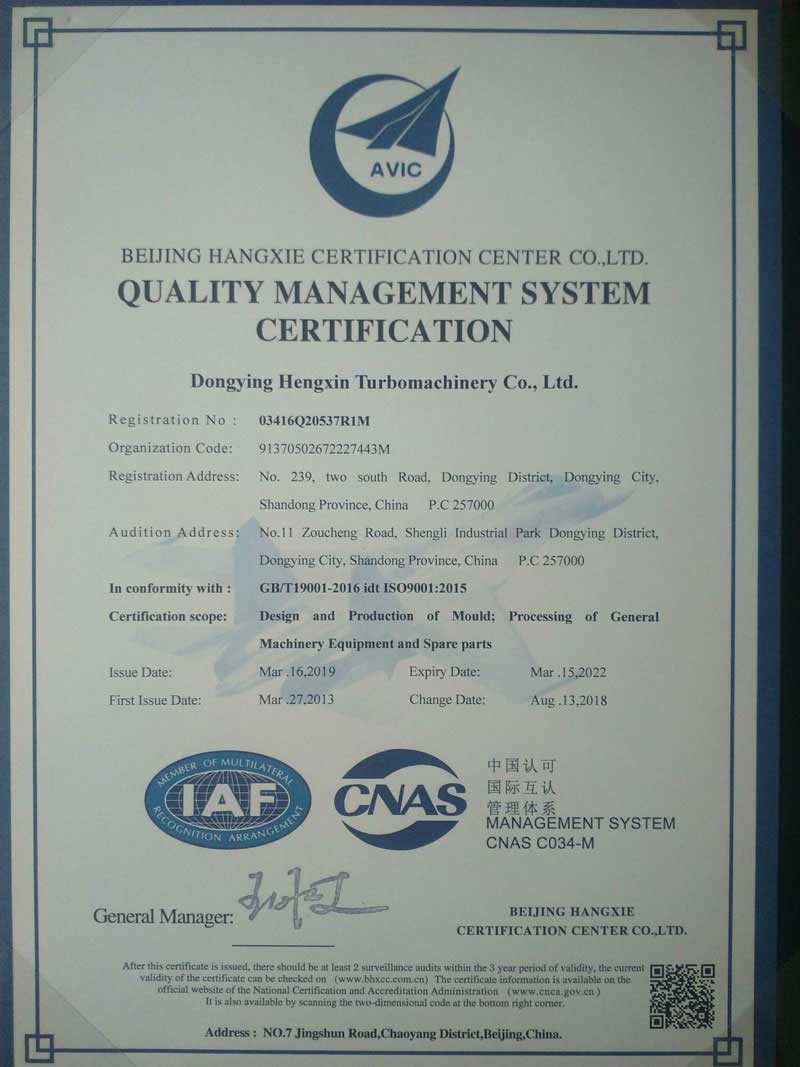 AVIC
BEIJING HANGXIE CERTIFICATION CENTER CO.,LTD.
QUALITY MANAGEMENT SYSTEM
CERTIFICATION
Dongying Hengxin Turbomachinery Co., Ltd.
Registration No : 03416Q20537R1M
Organization Code: 91370502672227443M
Registration Address: No. 239, two south Road, Dongying District, Dongying City,
Shandong Province, China P.C 257000
Audition Address: No.11 Zoucheng Road, Shengli Industrial Park Dongying District,
Dongying City, Shandong Province, China P.C 257000
In conformity with : GB/T19001-2016 idt ISO9001:2015
Certification scope: Design and Production of Mould; Processing of General
Machinery Equipment and Spare parts
Issue Date: Mar .16,2019 Expiry Date: Mar .15,2022
First Issue Date: Mar .27,2013 Change Date: Aug .13,2018
MEMBER OF MULTILATERAL
IAF
RECOGNITION ARRANGEMENT
CNAS
中国认可
国际互认
管理体系
MANAGEMENT SYSTEM
CNAS C034-M
General Manager:
BEIJING HANGXIE
CERTIFICATION CENTER CO.,LTD.
After this certificate is issued, there should be at least 2 surveillance audits within the 3 year period of validity, the current
validity of the certificate can be checked on (www.bhxcc.com.cn) The certificate information is available on the
official website of the National Certification and Accreditation Administration (www.cnca.gov.cn )
It is also available by scanning the two-dimensional code at the bottom right corner.
Address : NO.7 Jingshun Road,Chaoyang District,Beijing,China.